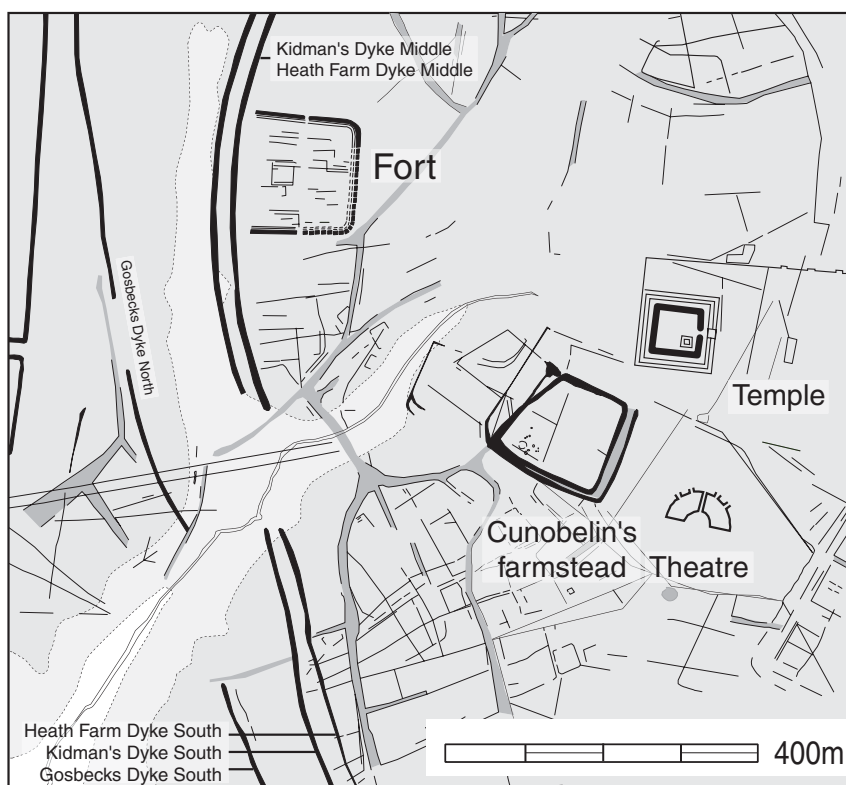 Kidman's Dyke Middle
Heath Farm Dyke Middle
Fort
Gosbecks Dyke North
Temple
Cunobelin's
farmstead
Theatre
Heath Farm Dyke South
Kidman's Dyke South
Gosbecks Dyke South
400m